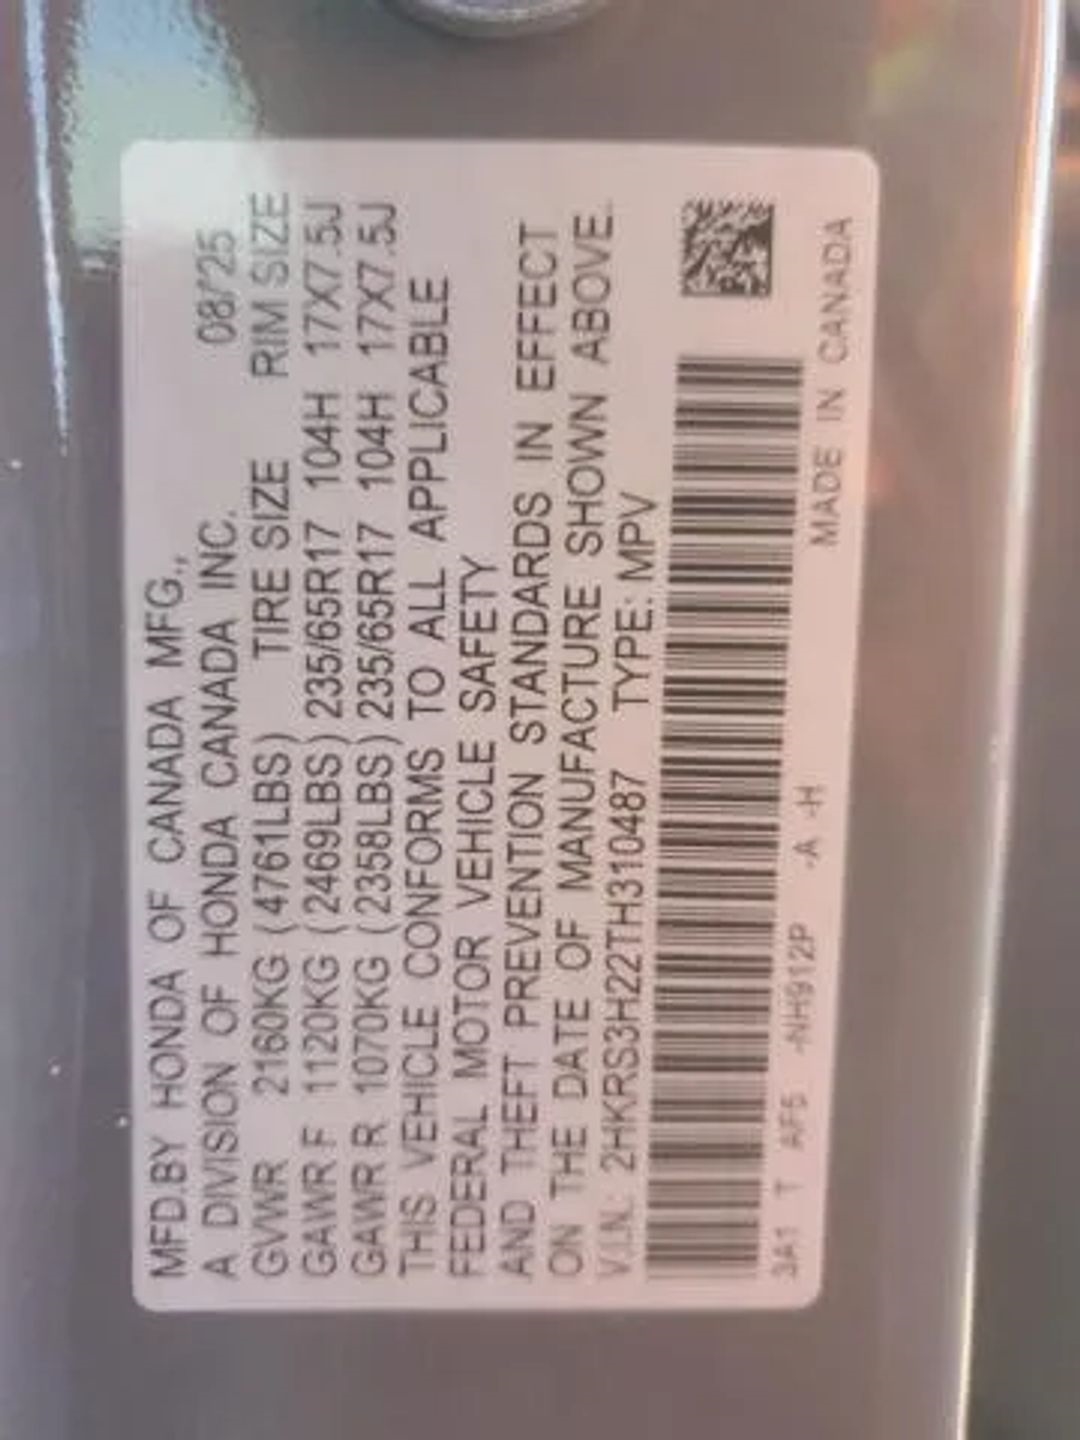 MFD.BY HONDA OF CANADA MFG.,
A DIVISION OF HONDA CANADA INC. 08/'25
GVWR 2160KG (4761LBS) TIRE SIZE RIM SIZE
GAWR F 1120KG (2469LBS) 235/65R17 104H 17X7.5J
GAWR R 1070KG (2358LBS) 235/65R17 104H 17X7.5J
THIS VEHICLE CONFORMS TO ALL APPLICABLE
FEDERAL MOTOR VEHICLE SAFETY
AND THEFT PREVENTION STANDARDS IN EFFECT
ON THE DATE OF MANUFACTURE SHOWN ABOVE.
V.I.N.: 2HKRS3H22TH310487 TYPE: MPV
3A1 T AF5 -NH912P -A -H MADE IN CANADA